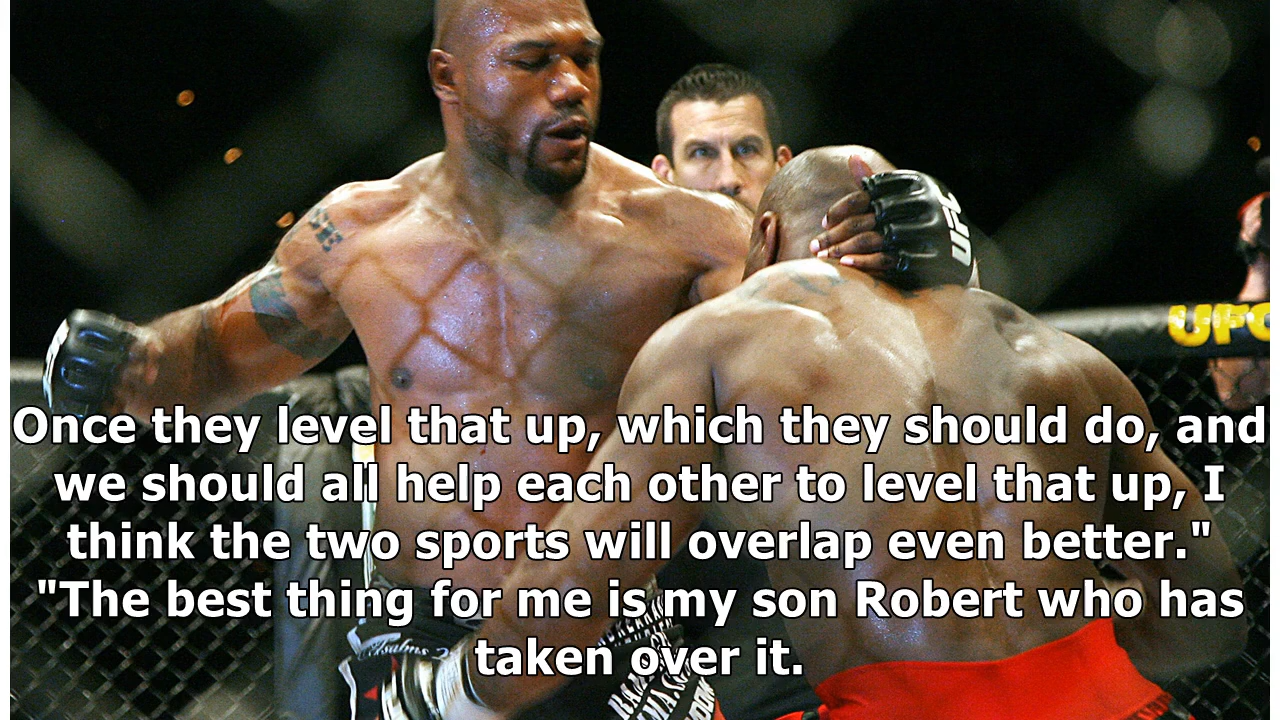 UFC
UFC
Once they level that up, which they should do, and
we should all help each other to level that up, I
think the two sports will overlap even better."
"The best thing for me is my son Robert who has
taken over it.
Psalms 2